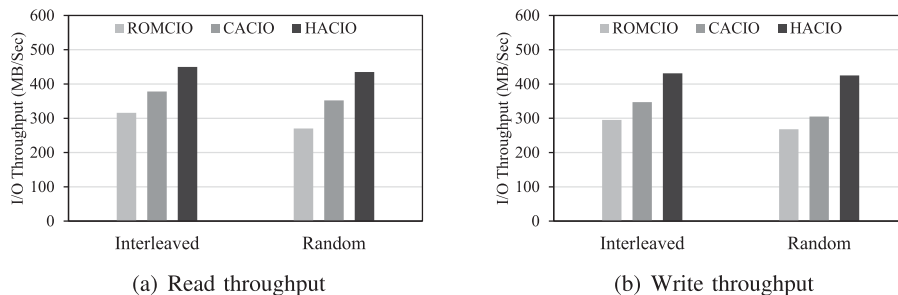 I/O Throughput (MB/Sec)
600
500
400
300
200
100
0
ROMCIO CACIO HACIO
Interleaved Random
(a) Read throughput
I/O Throughput (MB/Sec)
600
500
400
300
200
100
0
ROMCIO CACIO HACIO
Interleaved Random
(b) Write throughput